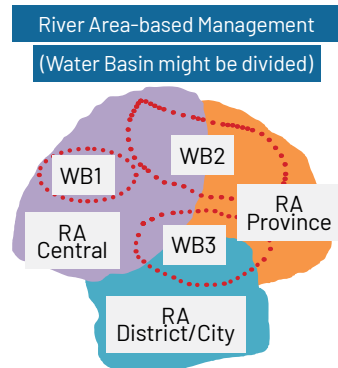 River Area-based Management
(Water Basin might be divided)
WB2
WB1
RA
Province
RA
Central
WB3
RA
District/City